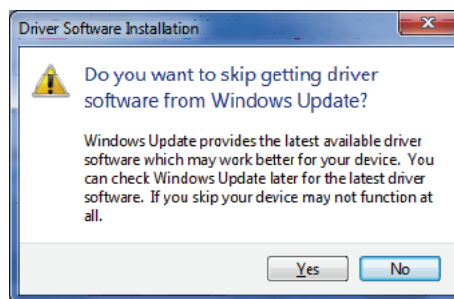 Driver Software Installation
Do you want to skip getting driver
software from Windows Update?
Windows Update provides the latest available driver
software which may work better for your device. You
can check Windows Update later for the latest driver
software. If you skip your device may not function at
all.
Yes No